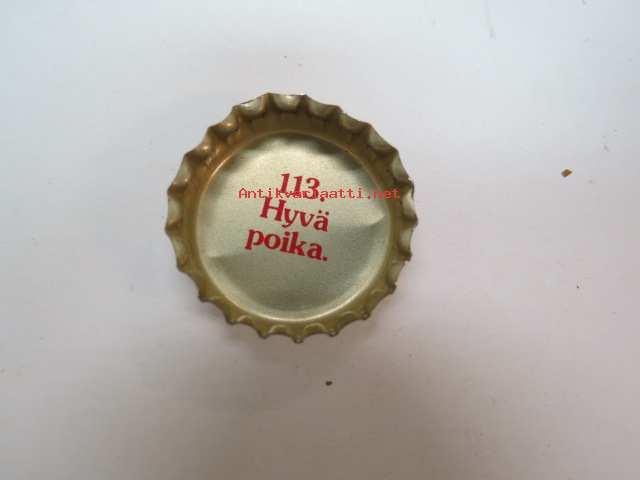 113.
Antikvariaatti.net
Hyvä
poika.